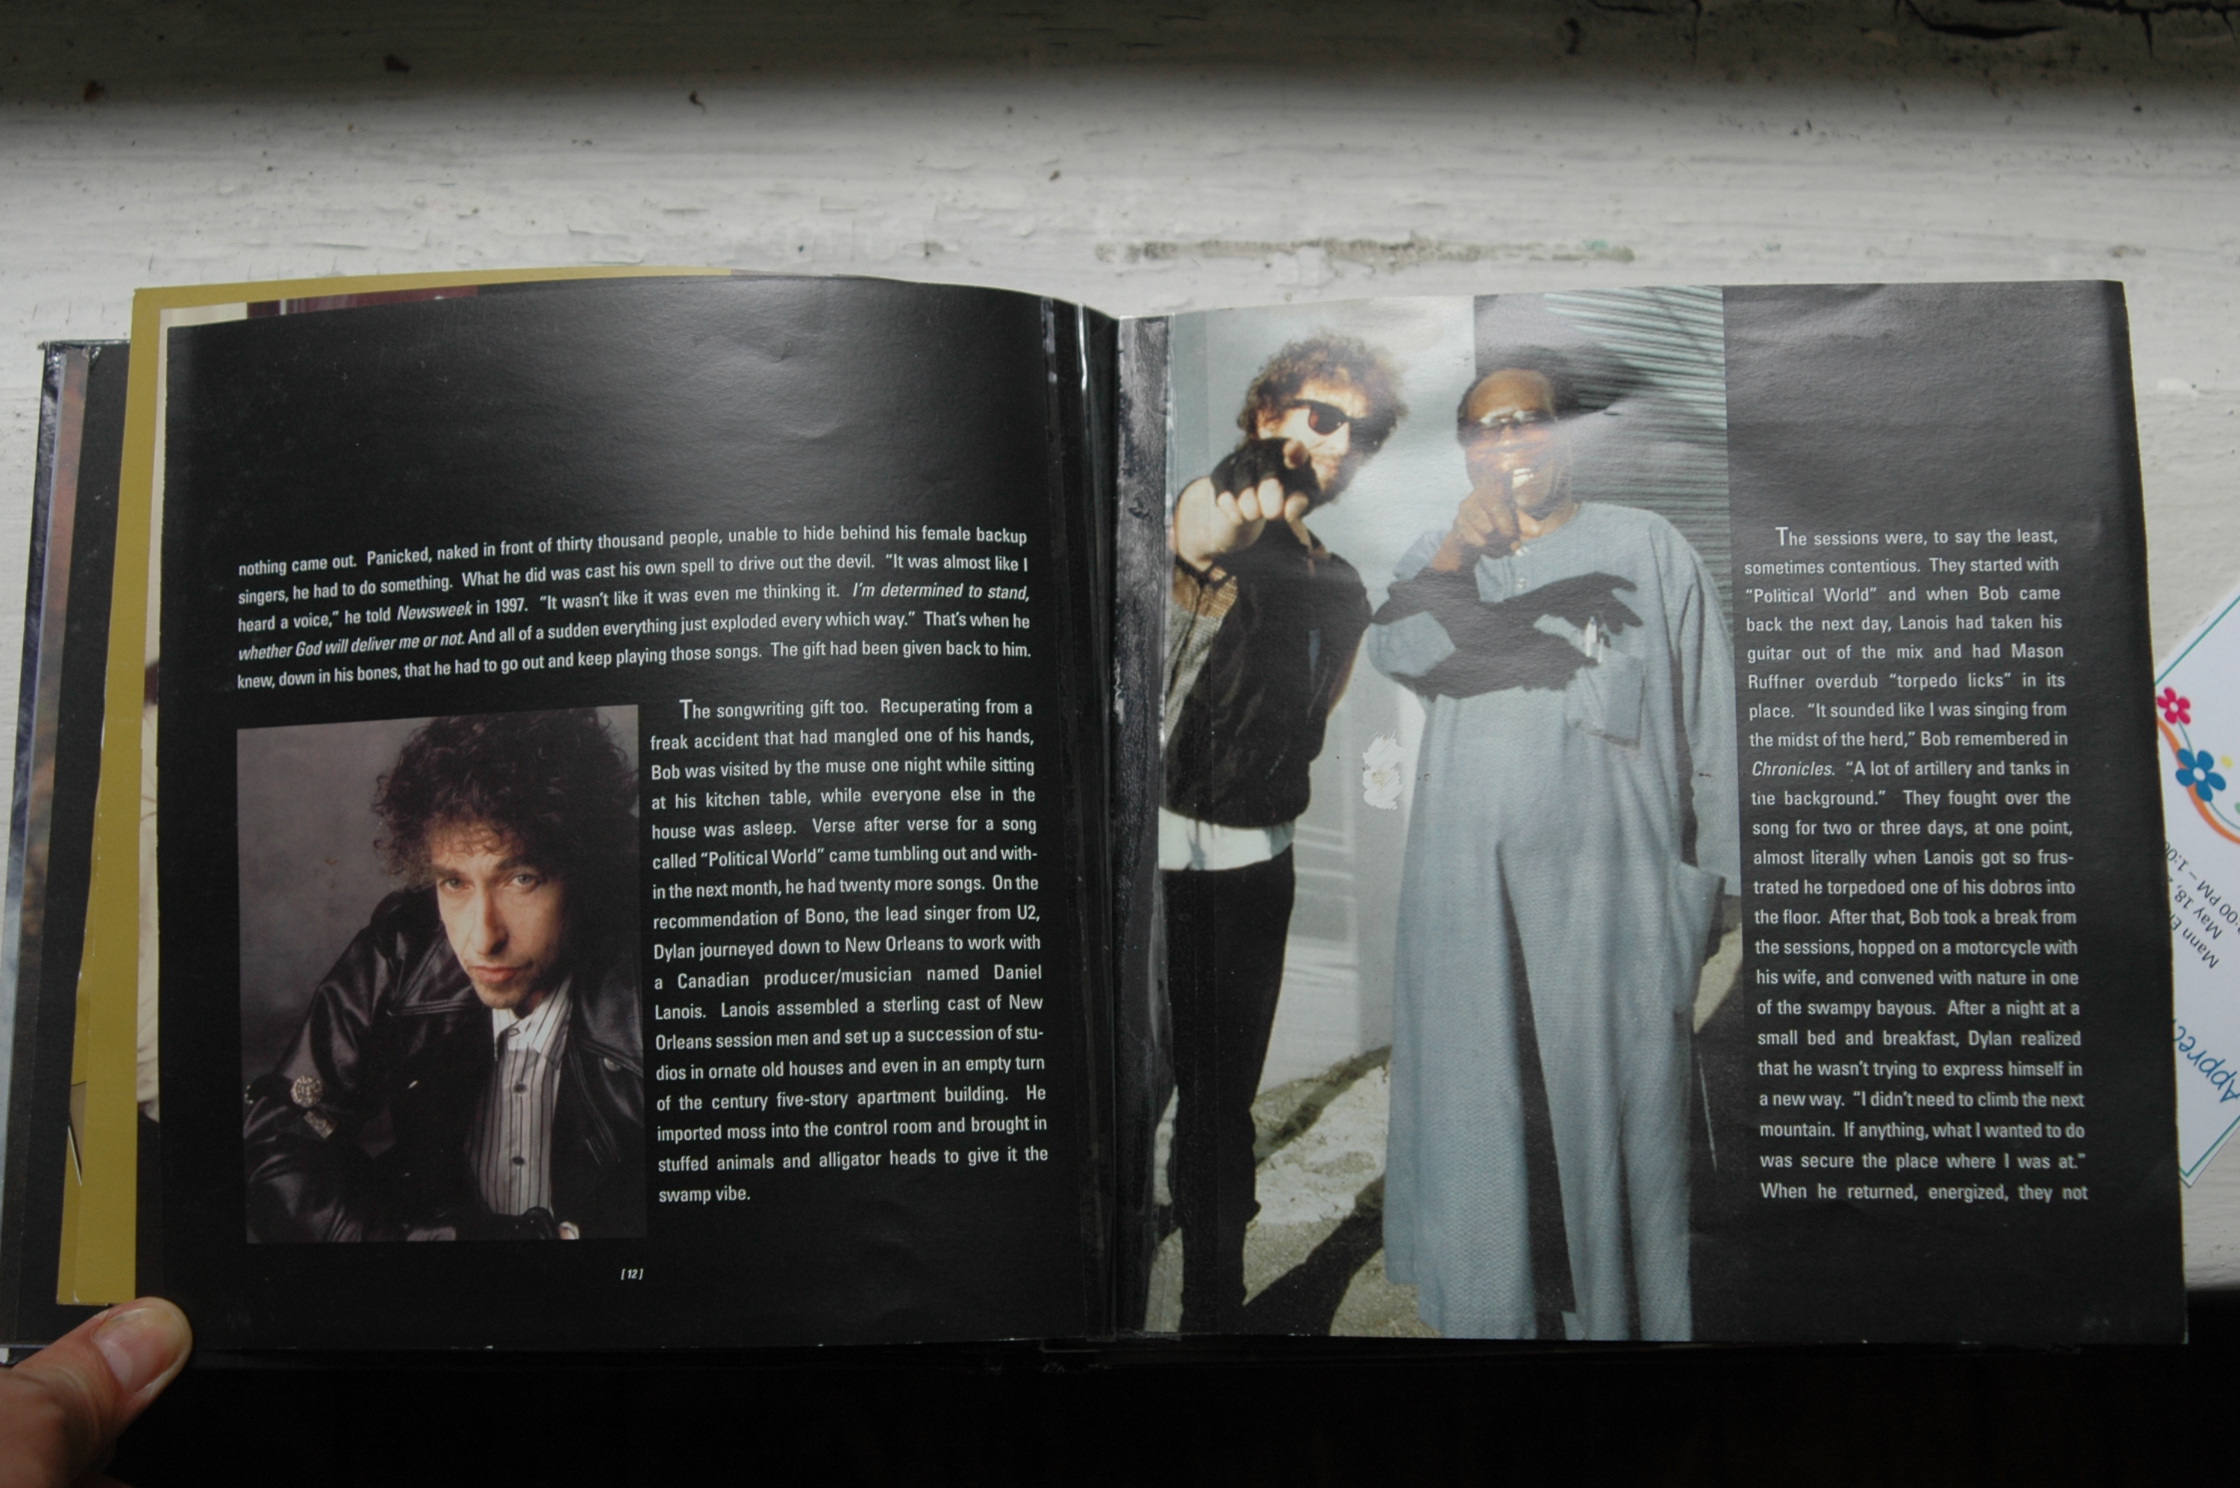 nothing came out. Panicked, naked in front of thirty thousand people, unable to hide behind his female backup
singers, he had to do something. What he did was cast his own spell to drive out the devil. “It was almost like I
heard a voice,” he told Newsweek in 1997. “It wasn’t like it was even me thinking it. I’m determined to stand,
whether God will deliver me or not. And all of a sudden everything just exploded every which way.” That’s when he
knew, down in his bones, that he had to go out and keep playing those songs. The gift had been given back to him.
The songwriting gift too. Recuperating from a
freak accident that had mangled one of his hands,
Bob was visited by the muse one night while sitting
at his kitchen table, while everyone else in the
house was asleep. Verse after verse for a song
called “Political World” came tumbling out and with-
in the next month, he had twenty more songs. On the
recommendation of Bono, the lead singer from U2,
Dylan journeyed down to New Orleans to work with
a Canadian producer/musician named Daniel
Lanois. Lanois assembled a sterling cast of New
Orleans session men and set up a succession of stu-
dios in ornate old houses and even in an empty turn
of the century five-story apartment building. He
imported moss into the control room and brought in
stuffed animals and alligator heads to give it the
swamp vibe.
[12]
The sessions were, to say the least,
sometimes contentious. They started with
“Political World” and when Bob came
back the next day, Lanois had taken his
guitar out of the mix and had Mason
Ruffner overdub “torpedo licks” in its
place. “It sounded like I was singing from
the midst of the herd,” Bob remembered in
Chronicles. “A lot of artillery and tanks in
the background.” They fought over the
song for two or three days, at one point,
almost literally when Lanois got so frus-
trated he torpedoed one of his dobros into
the floor. After that, Bob took a break from
the sessions, hopped on a motorcycle with
his wife, and convened with nature in one
of the swampy bayous. After a night at a
small bed and breakfast, Dylan realized
that he wasn’t trying to express himself in
a new way. “I didn’t need to climb the next
mountain. If anything, what I wanted to do
was secure the place where I was at.”
When he returned, energized, they not
Mann
May 18,
:00 PM – 1:00